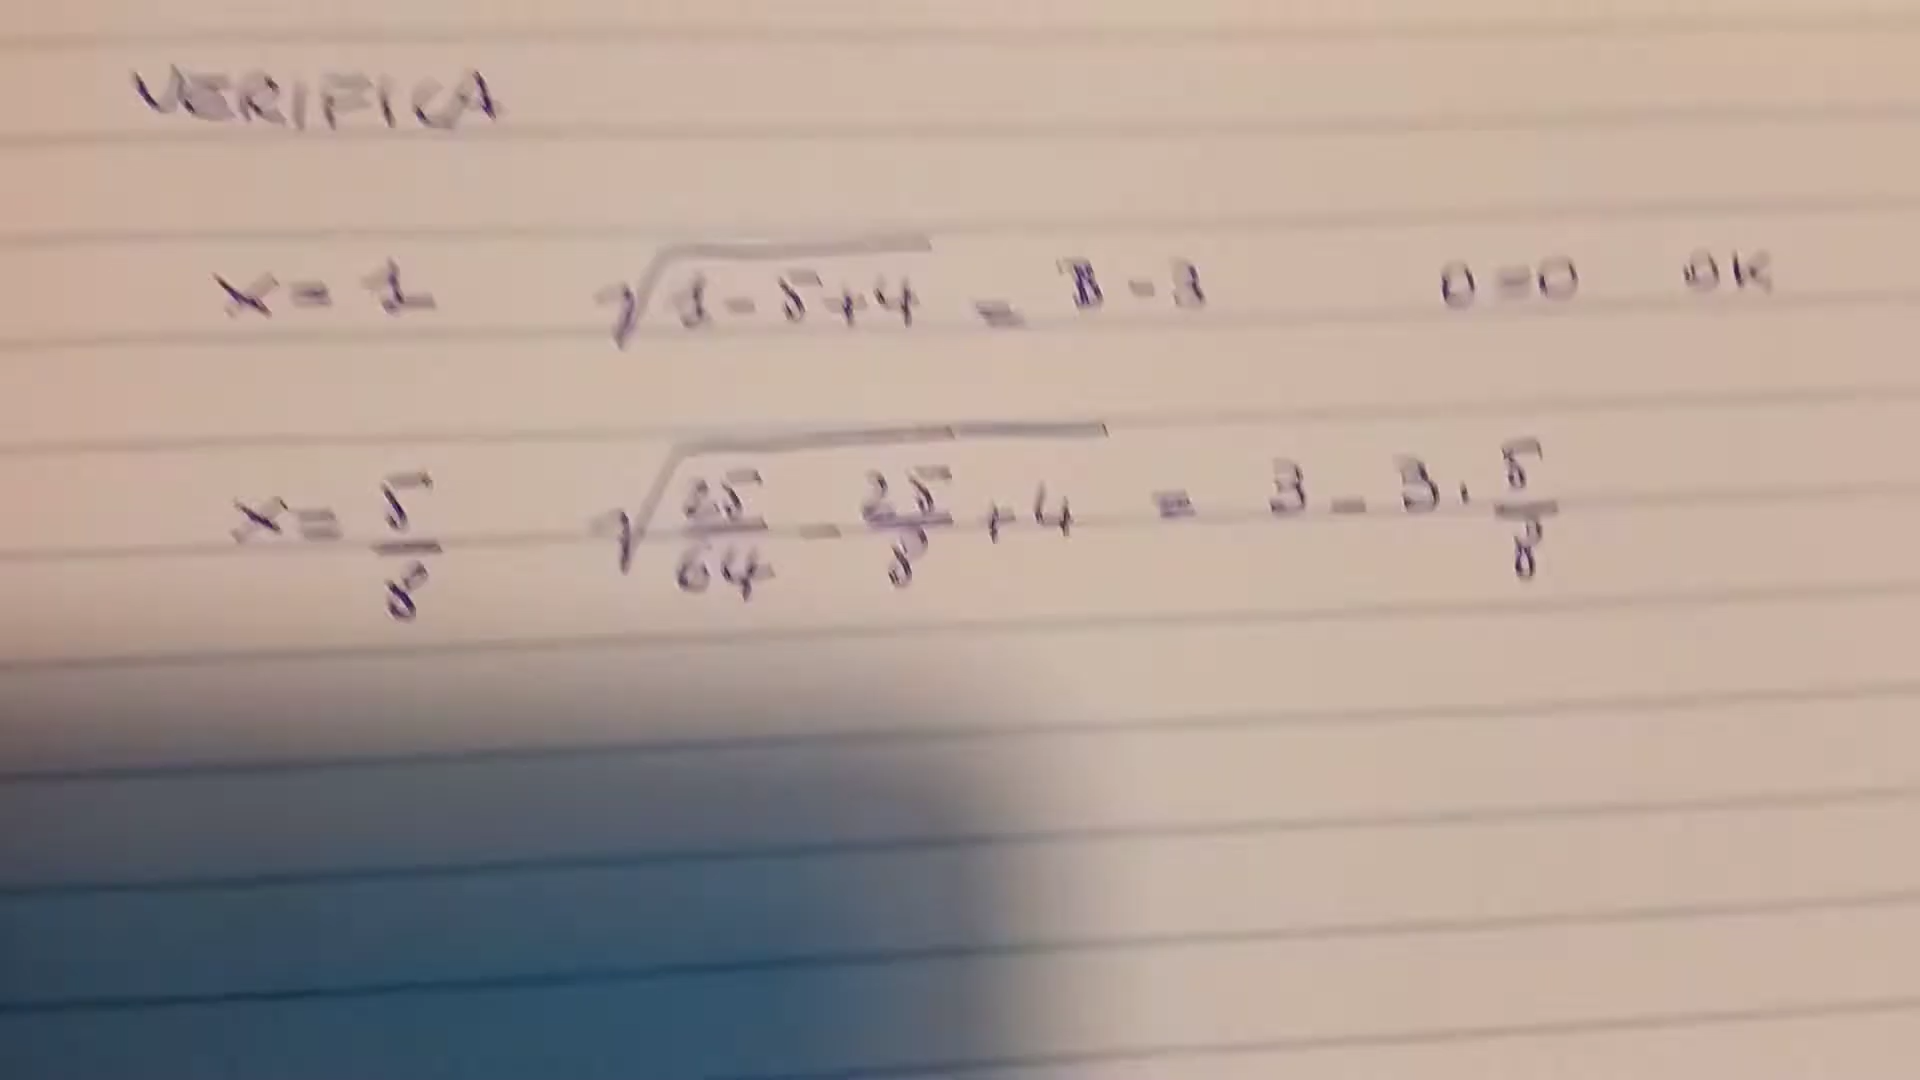 VERIFICA
x = 1 √(1 - 5 + 4) = 3 - 3 0 = 0 OK
x = 5/8 √(25/64 - 25/8 + 4) = 3 - 3 · 5/8